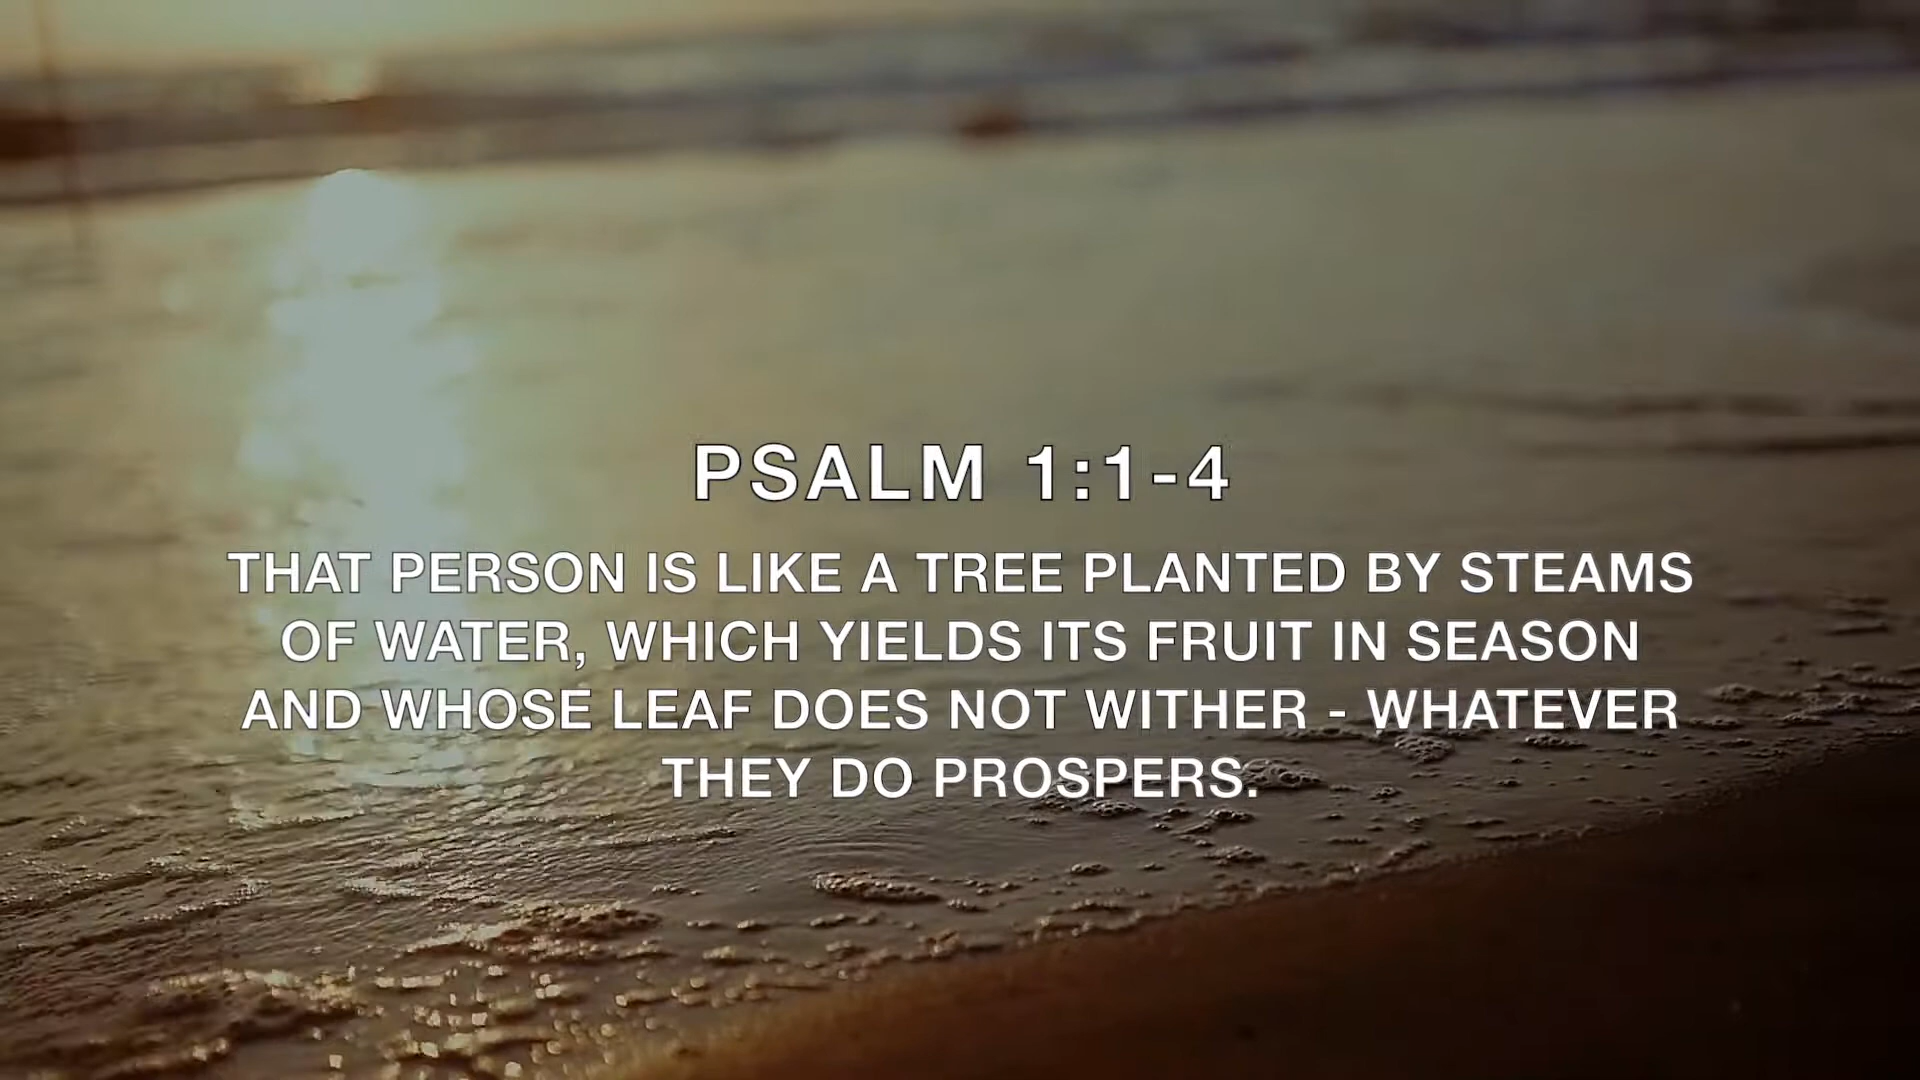 PSALM 1:1-4
THAT PERSON IS LIKE A TREE PLANTED BY STEAMS
OF WATER, WHICH YIELDS ITS FRUIT IN SEASON
AND WHOSE LEAF DOES NOT WITHER - WHATEVER
THEY DO PROSPERS.